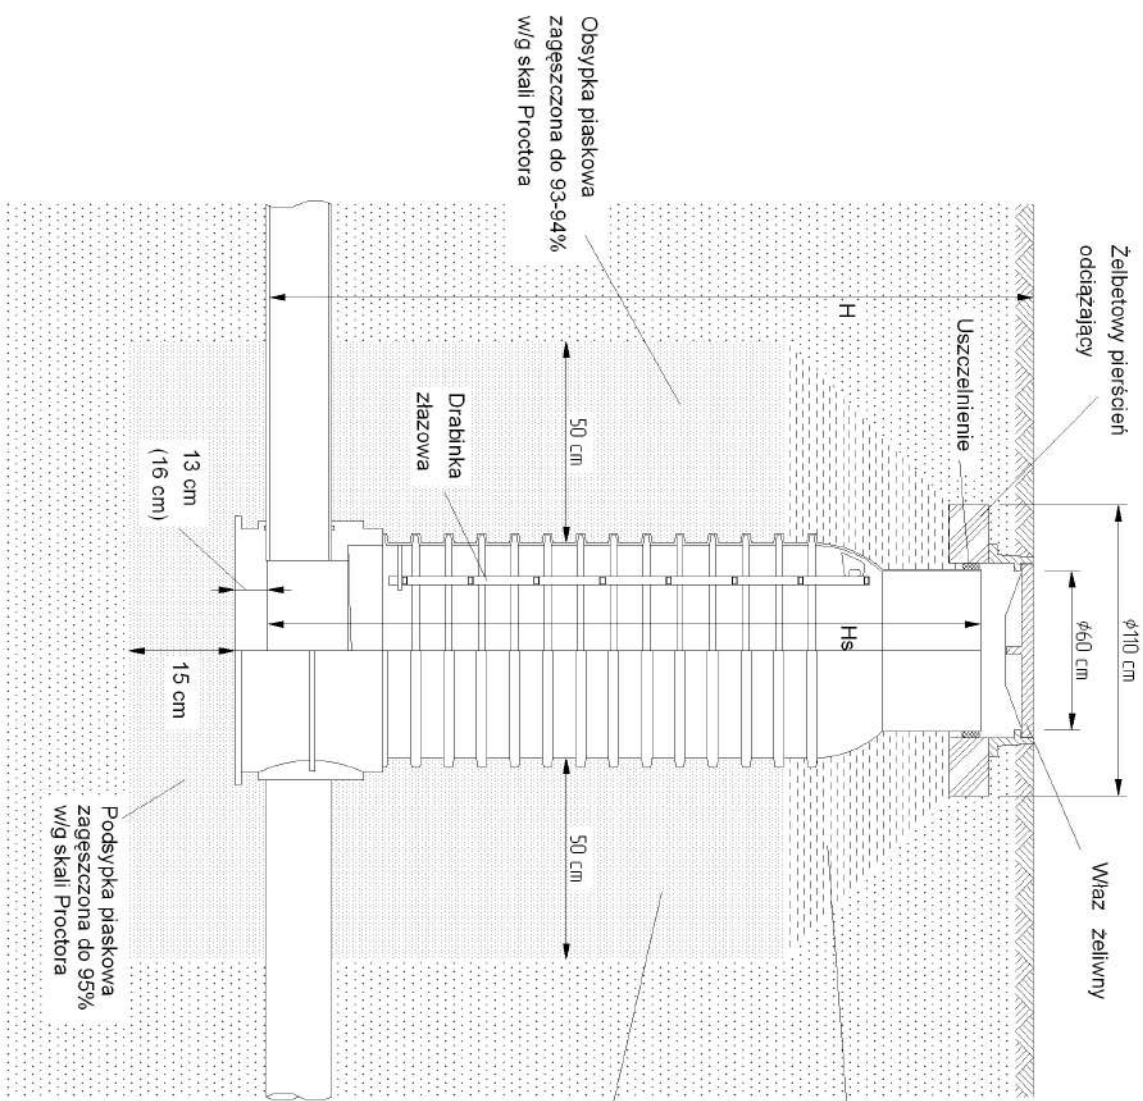 Żelbetowy pierścień
odciążający
Uszczelnienie
ϕ110 cm
ϕ60 cm
Właz żeliwny
Obsypka piaskowa
zagęszczona do 93-94%
w/g skali Proctora
H
Hs
50 cm
50 cm
Drabinka
złazowa
13 cm
(16 cm)
15 cm
Podsypka piaskowa
zagęszczona do 95%
w/g skali Proctora